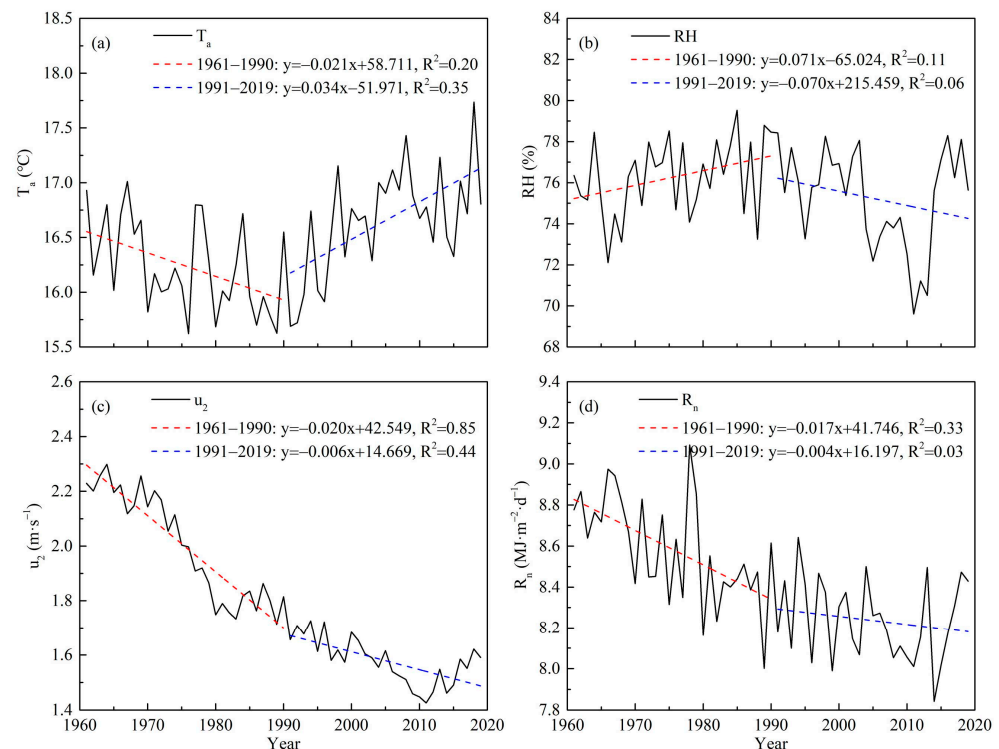 (a)
T_a
1961−1990: y=−0.021x+58.711, R²=0.20
1991−2019: y=0.034x−51.971, R²=0.35
18.5
18.0
17.5
17.0
16.5
16.0
15.5
T_a (°C)
(b)
RH
1961−1990: y=0.071x−65.024, R²=0.11
1991−2019: y=−0.070x+215.459, R²=0.06
84
82
80
78
76
74
72
70
68
RH (%)
(c)
u₂
1961−1990: y=−0.020x+42.549, R²=0.85
1991−2019: y=−0.006x+14.669, R²=0.44
2.6
2.4
2.2
2.0
1.8
1.6
1.4
u₂ (m·s⁻¹)
1960 1970 1980 1990 2000 2010 2020
Year
(d)
R_n
1961−1990: y=−0.017x+41.746, R²=0.33
1991−2019: y=−0.004x+16.197, R²=0.03
9.4
9.2
9.0
8.8
8.6
8.4
8.2
8.0
7.8
R_n (MJ·m⁻²·d⁻¹)
1960 1970 1980 1990 2000 2010 2020
Year